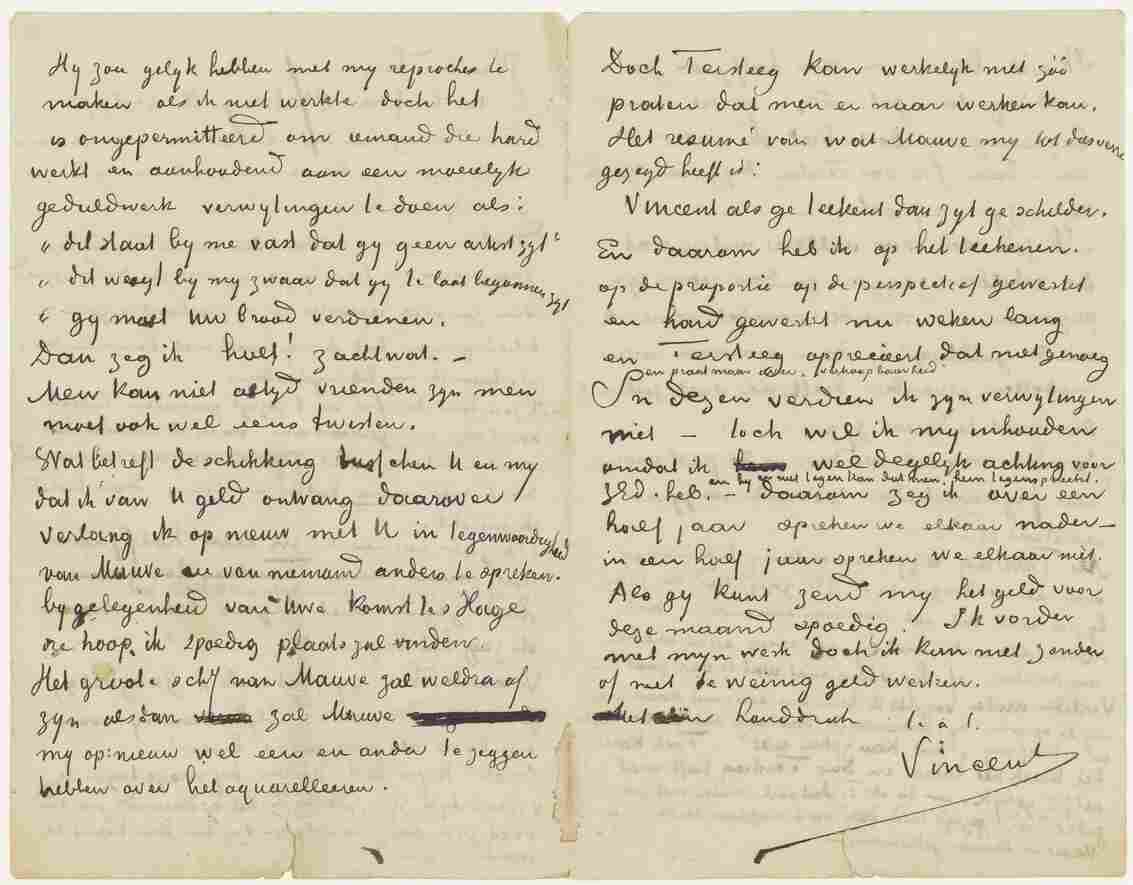 Hy zou gelyk hebben met my reproches te
maken als ik niet werkte doch het
is ongepermitteerd om iemand die hard
werkt en aanhoudend aan een moeielyk
geduldwerk verwytingen te doen als:
„ dit staat by me vast dat gy geen artist zyt“
„ dit weegt by my zwaar dat gy te laat begonnen zyt
„ gy moet Uw brood verdienen.
Dan zeg ik holt! zacht wat. –
Men kan niet altyd vrienden zyn men
moet ook wel eens twisten.
Wat betreft de schikking tusschen U en my
dat ik van U geld ontvang daarover
verlang ik op nieuw met U in tegenwoordigheid
van Mauve en van niemand anders te spreken.
by gelegenheid van Uwe komst te s Hage
die hoop ik spoedig plaats zal vinden.
Het groote schy van Mauve zal weldra af
zyn alsdan zal Mauve
my op nieuw wel een en ander te zeggen
hebben over het aquarelleeren.
Doch Tersteeg kan werkelyk niet zóó
praten dat men er naar werken kan.
Het resumé van wat Mauve my tot dusverre
gezegd heeft is:
Vincent als ge teekent dan zyt ge schilder.
En daarom heb ik op het teekenen.
op de proportie op de perspectief gewerkt
en hard gewerkt nu weken lang
en Tersteeg apprecieert dat niet genoeg
en praat maar over „verkoopbaarheid“
In dezen verdien ik zyn verwytingen
niet – toch wil ik my inhouden
omdat ik wel degelyk achting voor
en hy er niet tegen kan dat men hem tegenspreekt.
ZEd. heb. – daarom zeg ik over een
half jaar spreken we elkaar nader –
in een half jaar spreken we elkaar niet.
Als gy kunt zend my het geld voor
deze maand spoedig. Ik vorder
met myn werk doch ik kan niet zonder
of met te weinig geld werken.
Met een handdruk t. à t.
Vincent